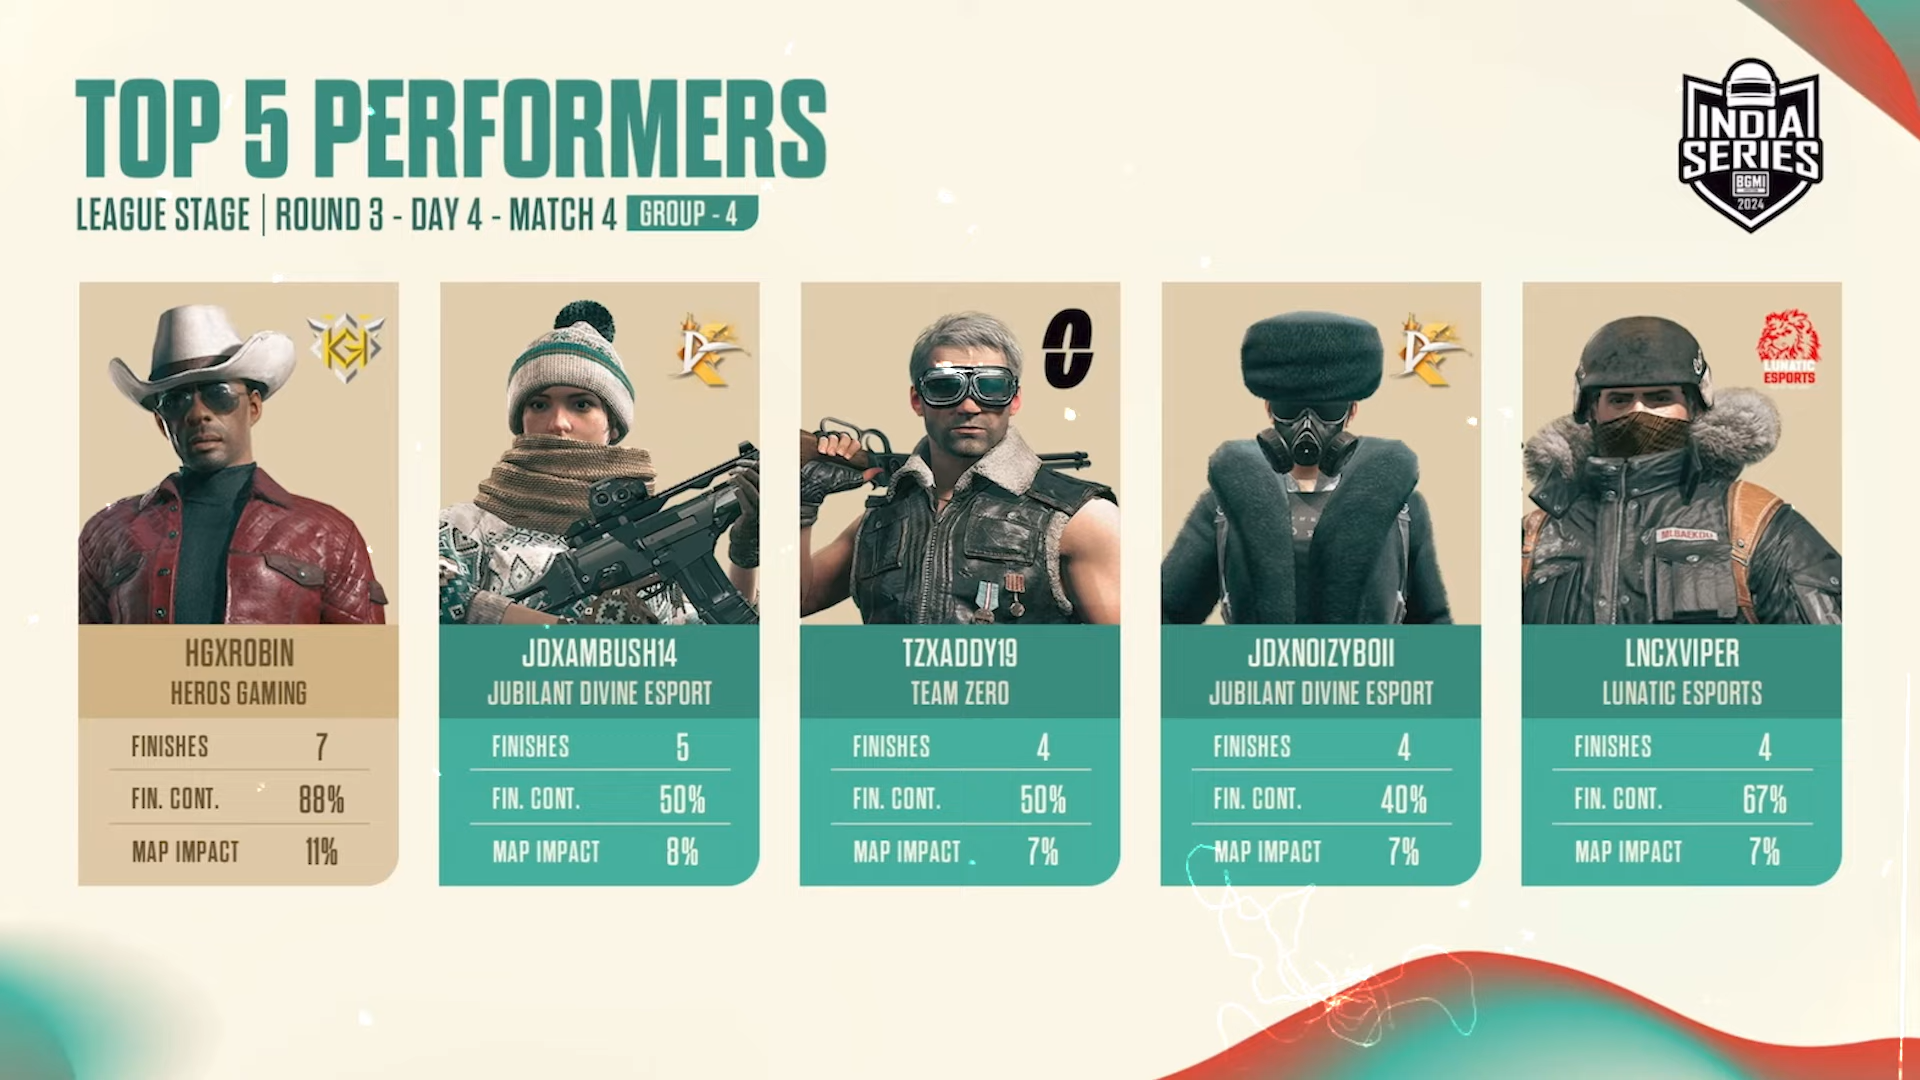 TOP 5 PERFORMERS
LEAGUE STAGE | ROUND 3 - DAY 4 - MATCH 4 GROUP - 4
INDIA
SERIES
BGMI
2024
HGXROBIN
HEROS GAMING
FINISHES 7
FIN. CONT. 88%
MAP IMPACT 11%
JDXAMBUSH14
JUBILANT DIVINE ESPORT
FINISHES 5
FIN. CONT. 50%
MAP IMPACT 8%
TZXADDY19
TEAM ZERO
FINISHES 4
FIN. CONT. 50%
MAP IMPACT 7%
JDXNOIZYBOII
JUBILANT DIVINE ESPORT
FINISHES 4
FIN. CONT. 40%
MAP IMPACT 7%
LUNATIC
ESPORTS
LNCXVIPER
LUNATIC ESPORTS
FINISHES 4
FIN. CONT. 67%
MAP IMPACT 7%